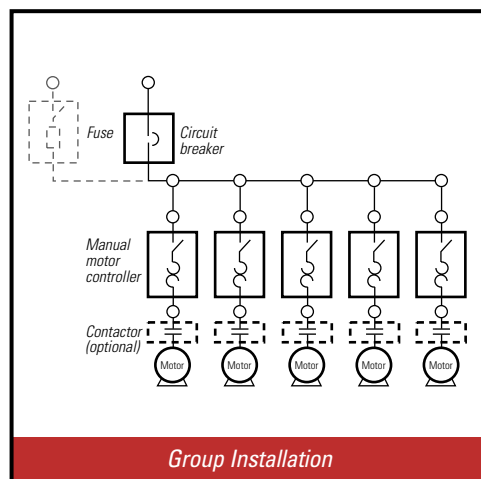 Fuse
Circuit
breaker
Manual
motor
controller
Contactor
(optional)
Motor Motor Motor Motor Motor
Group Installation